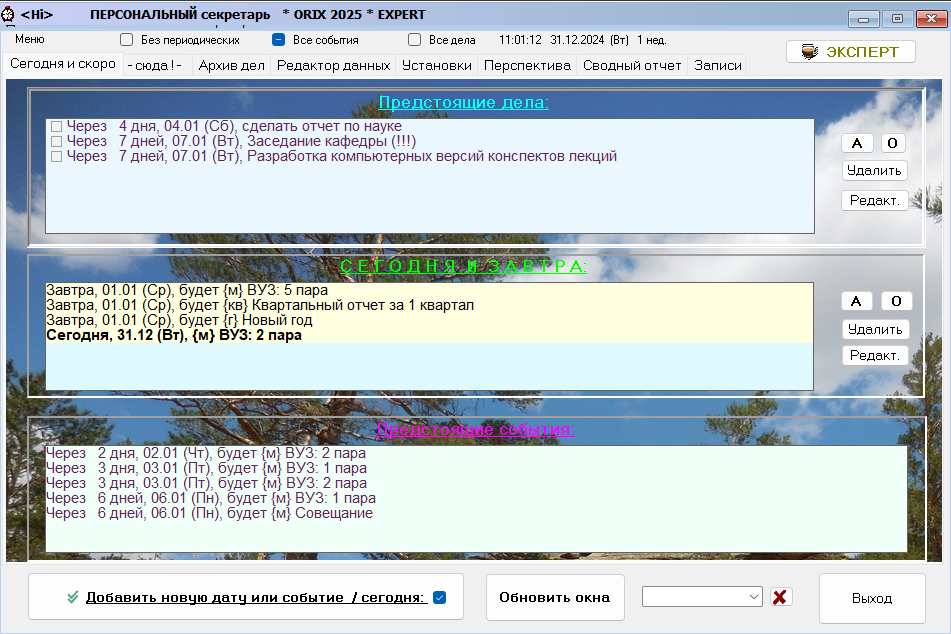 <Hi> ПЕРСОНАЛЬНЫЙ секретарь * ORIX 2025 * EXPERT
Меню Без периодических Все события Все дела 11:01:12 31.12.2024 (Вт) 1 нед.
ЭКСПЕРТ
Сегодня и скоро -сюда!- Архив дел Редактор данных Установки Перспектива Сводный отчет Записи
Предстоящие дела:
Через 4 дня, 04.01 (Сб), сделать отчет по науке
Через 7 дней, 07.01 (Вт), Заседание кафедры (!!!)
Через 7 дней, 07.01 (Вт), Разработка компьютерных версий конспектов лекций
А О
Удалить
Редакт.
СЕГОДНЯ И ЗАВТРА:
Завтра, 01.01 (Ср), будет {м} ВУЗ: 5 пара
Завтра, 01.01 (Ср), будет {кв} Квартальный отчет за 1 квартал
Завтра, 01.01 (Ср), будет {г} Новый год
Сегодня, 31.12 (Вт), {м} ВУЗ: 2 пара
А О
Удалить
Редакт.
Предстоящие события:
Через 2 дня, 02.01 (Чт), будет {м} ВУЗ: 2 пара
Через 3 дня, 03.01 (Пт), будет {м} ВУЗ: 1 пара
Через 3 дня, 03.01 (Пт), будет {м} ВУЗ: 2 пара
Через 6 дней, 06.01 (Пн), будет {м} ВУЗ: 1 пара
Через 6 дней, 06.01 (Пн), будет {м} Совещание
Добавить новую дату или событие / сегодня:
Обновить окна
Выход